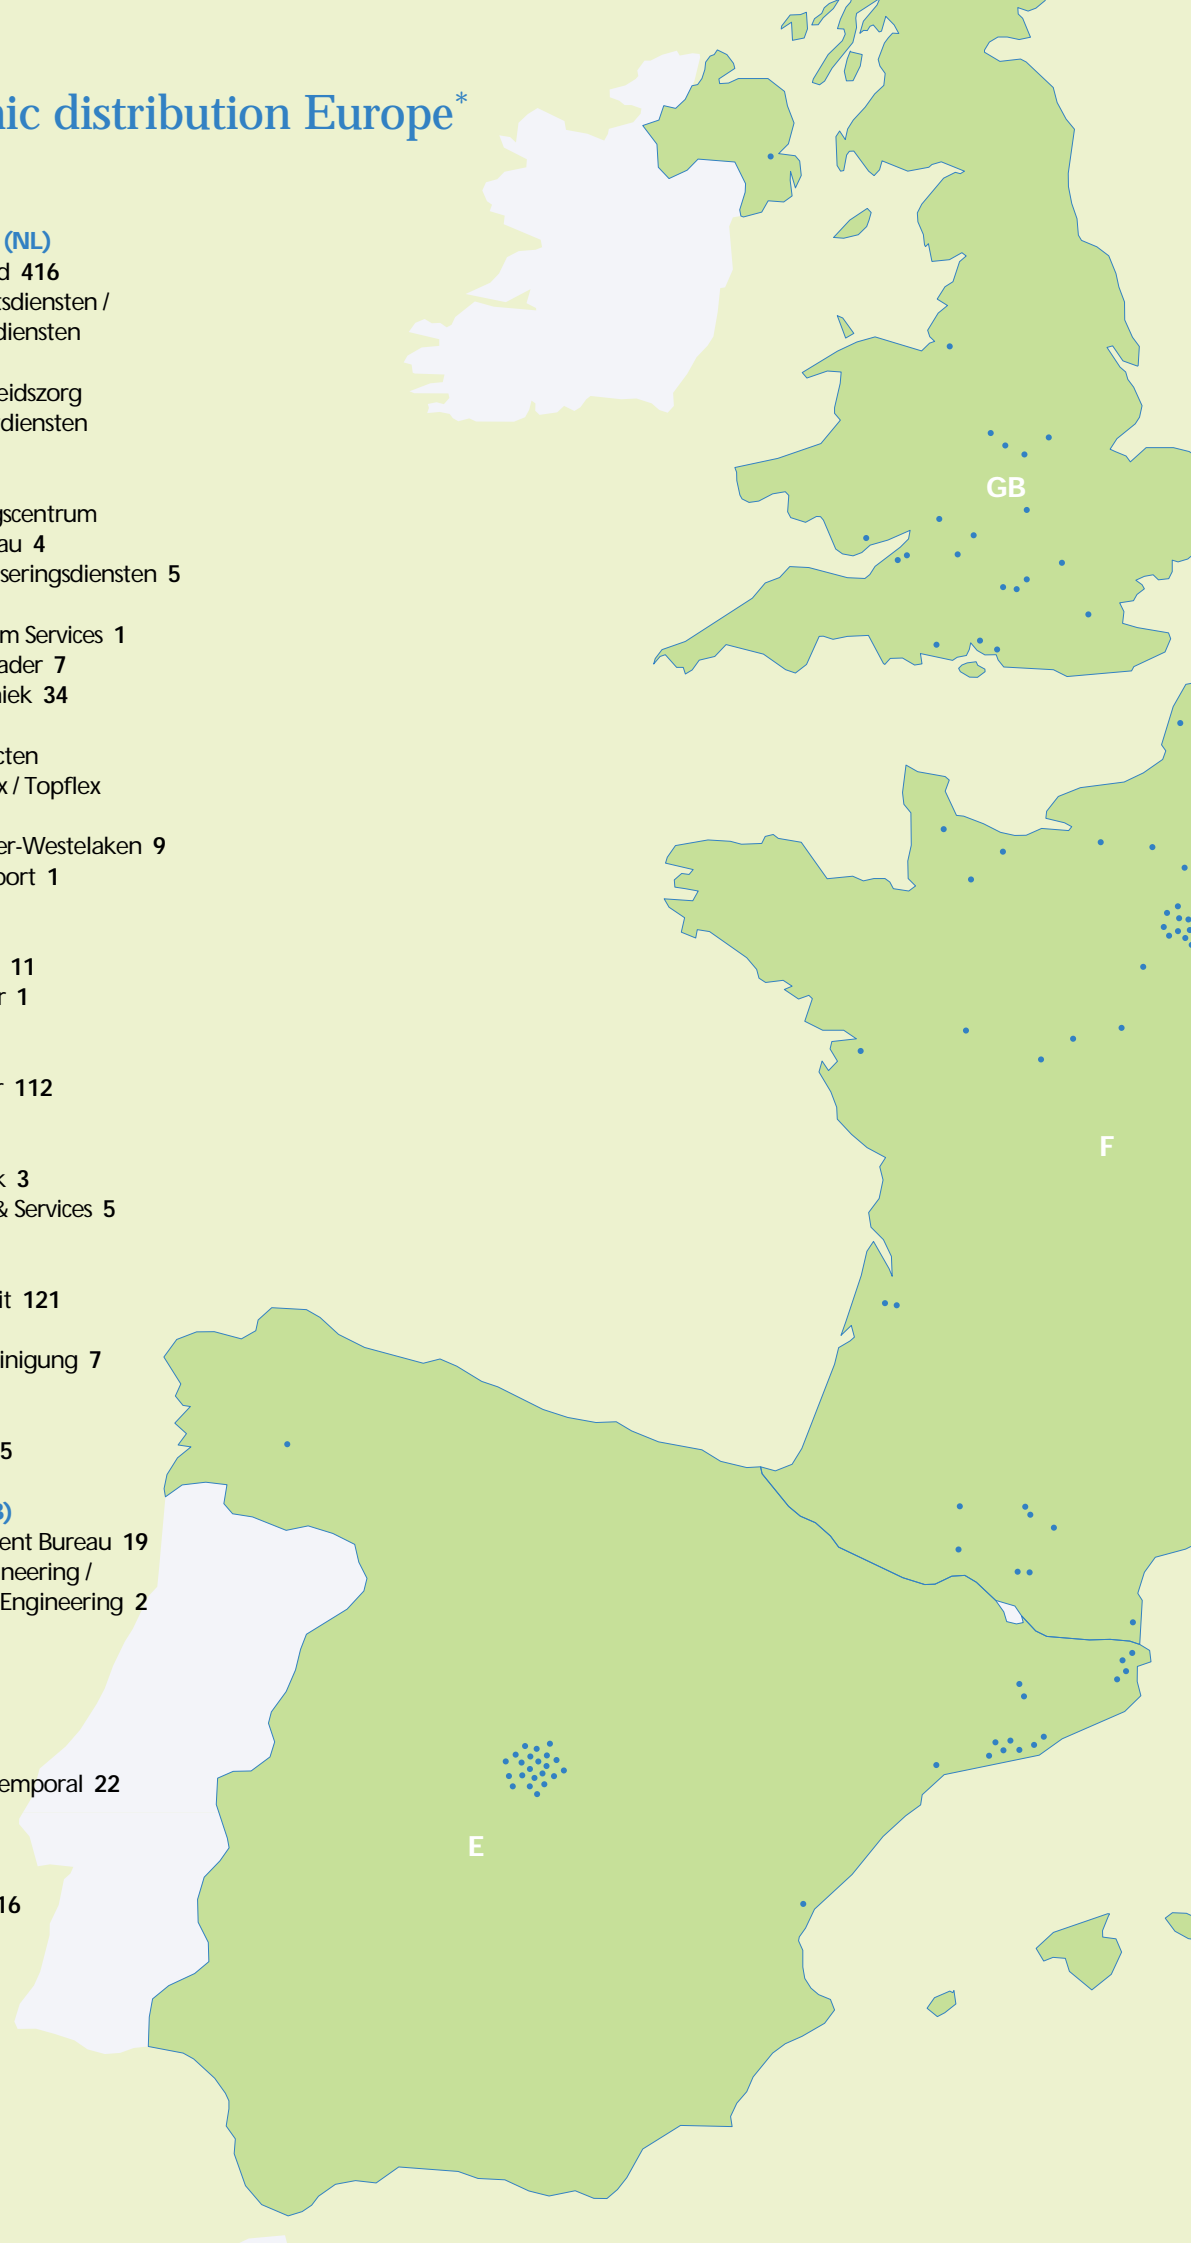 nic distribution Europe*
(NL)
d 416
tsdiensten /
diensten
eidszorg
diensten
gscentrum
au 4
seringsdiensten 5
m Services 1
ader 7
niek 34
cten
x / Topflex
er-Westelaken 9
port 1
11
r 1
r 112
k 3
& Services 5
it 121
inigung 7
5
B)
ent Bureau 19
neering /
Engineering 2
emporal 22
16
GB
F
E